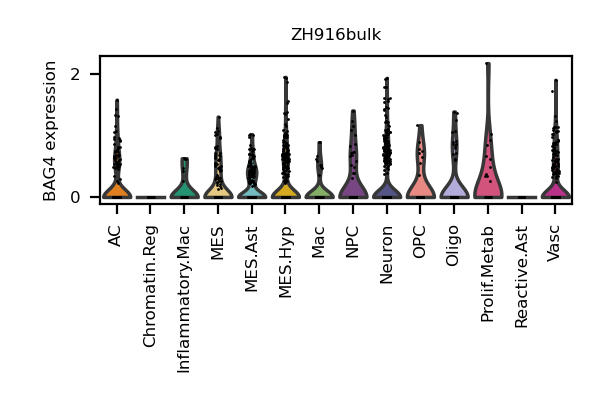 ZH916bulk
BAG4 expression
2
0
AC
Chromatin.Reg
Inflammatory.Mac
MES
MES.Ast
MES.Hyp
Mac
NPC
Neuron
OPC
Oligo
Prolif.Metab
Reactive.Ast
Vasc